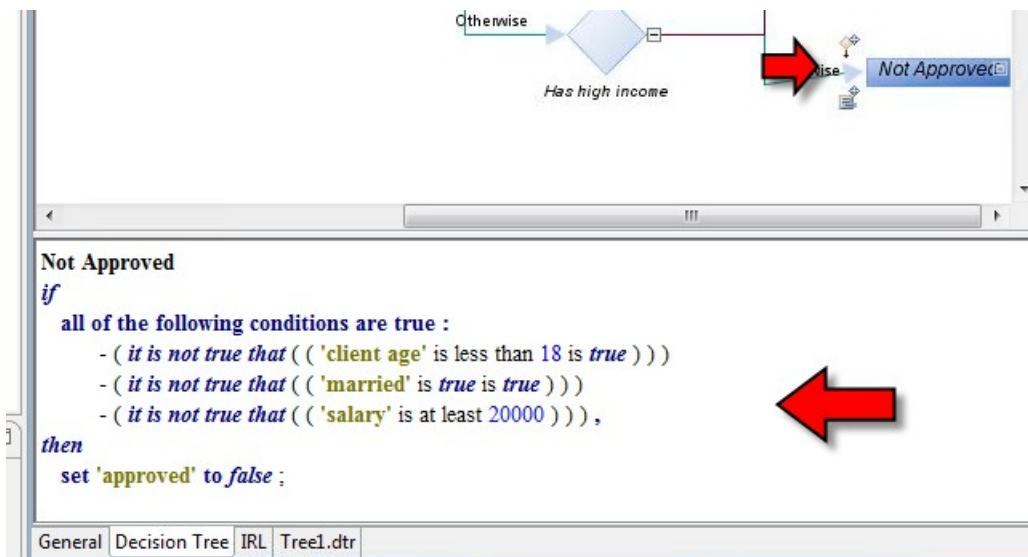 Otherwise
Has high income
Not Approved
Not Approved
if
all of the following conditions are true :
- ( it is not true that ( ( 'client age' is less than 18 is true ) ) )
- ( it is not true that ( ( 'married' is true is true ) ) )
- ( it is not true that ( ( 'salary' is at least 20000 ) ) ) ,
then
set 'approved' to false ;
General Decision Tree IRL Tree1.dtr